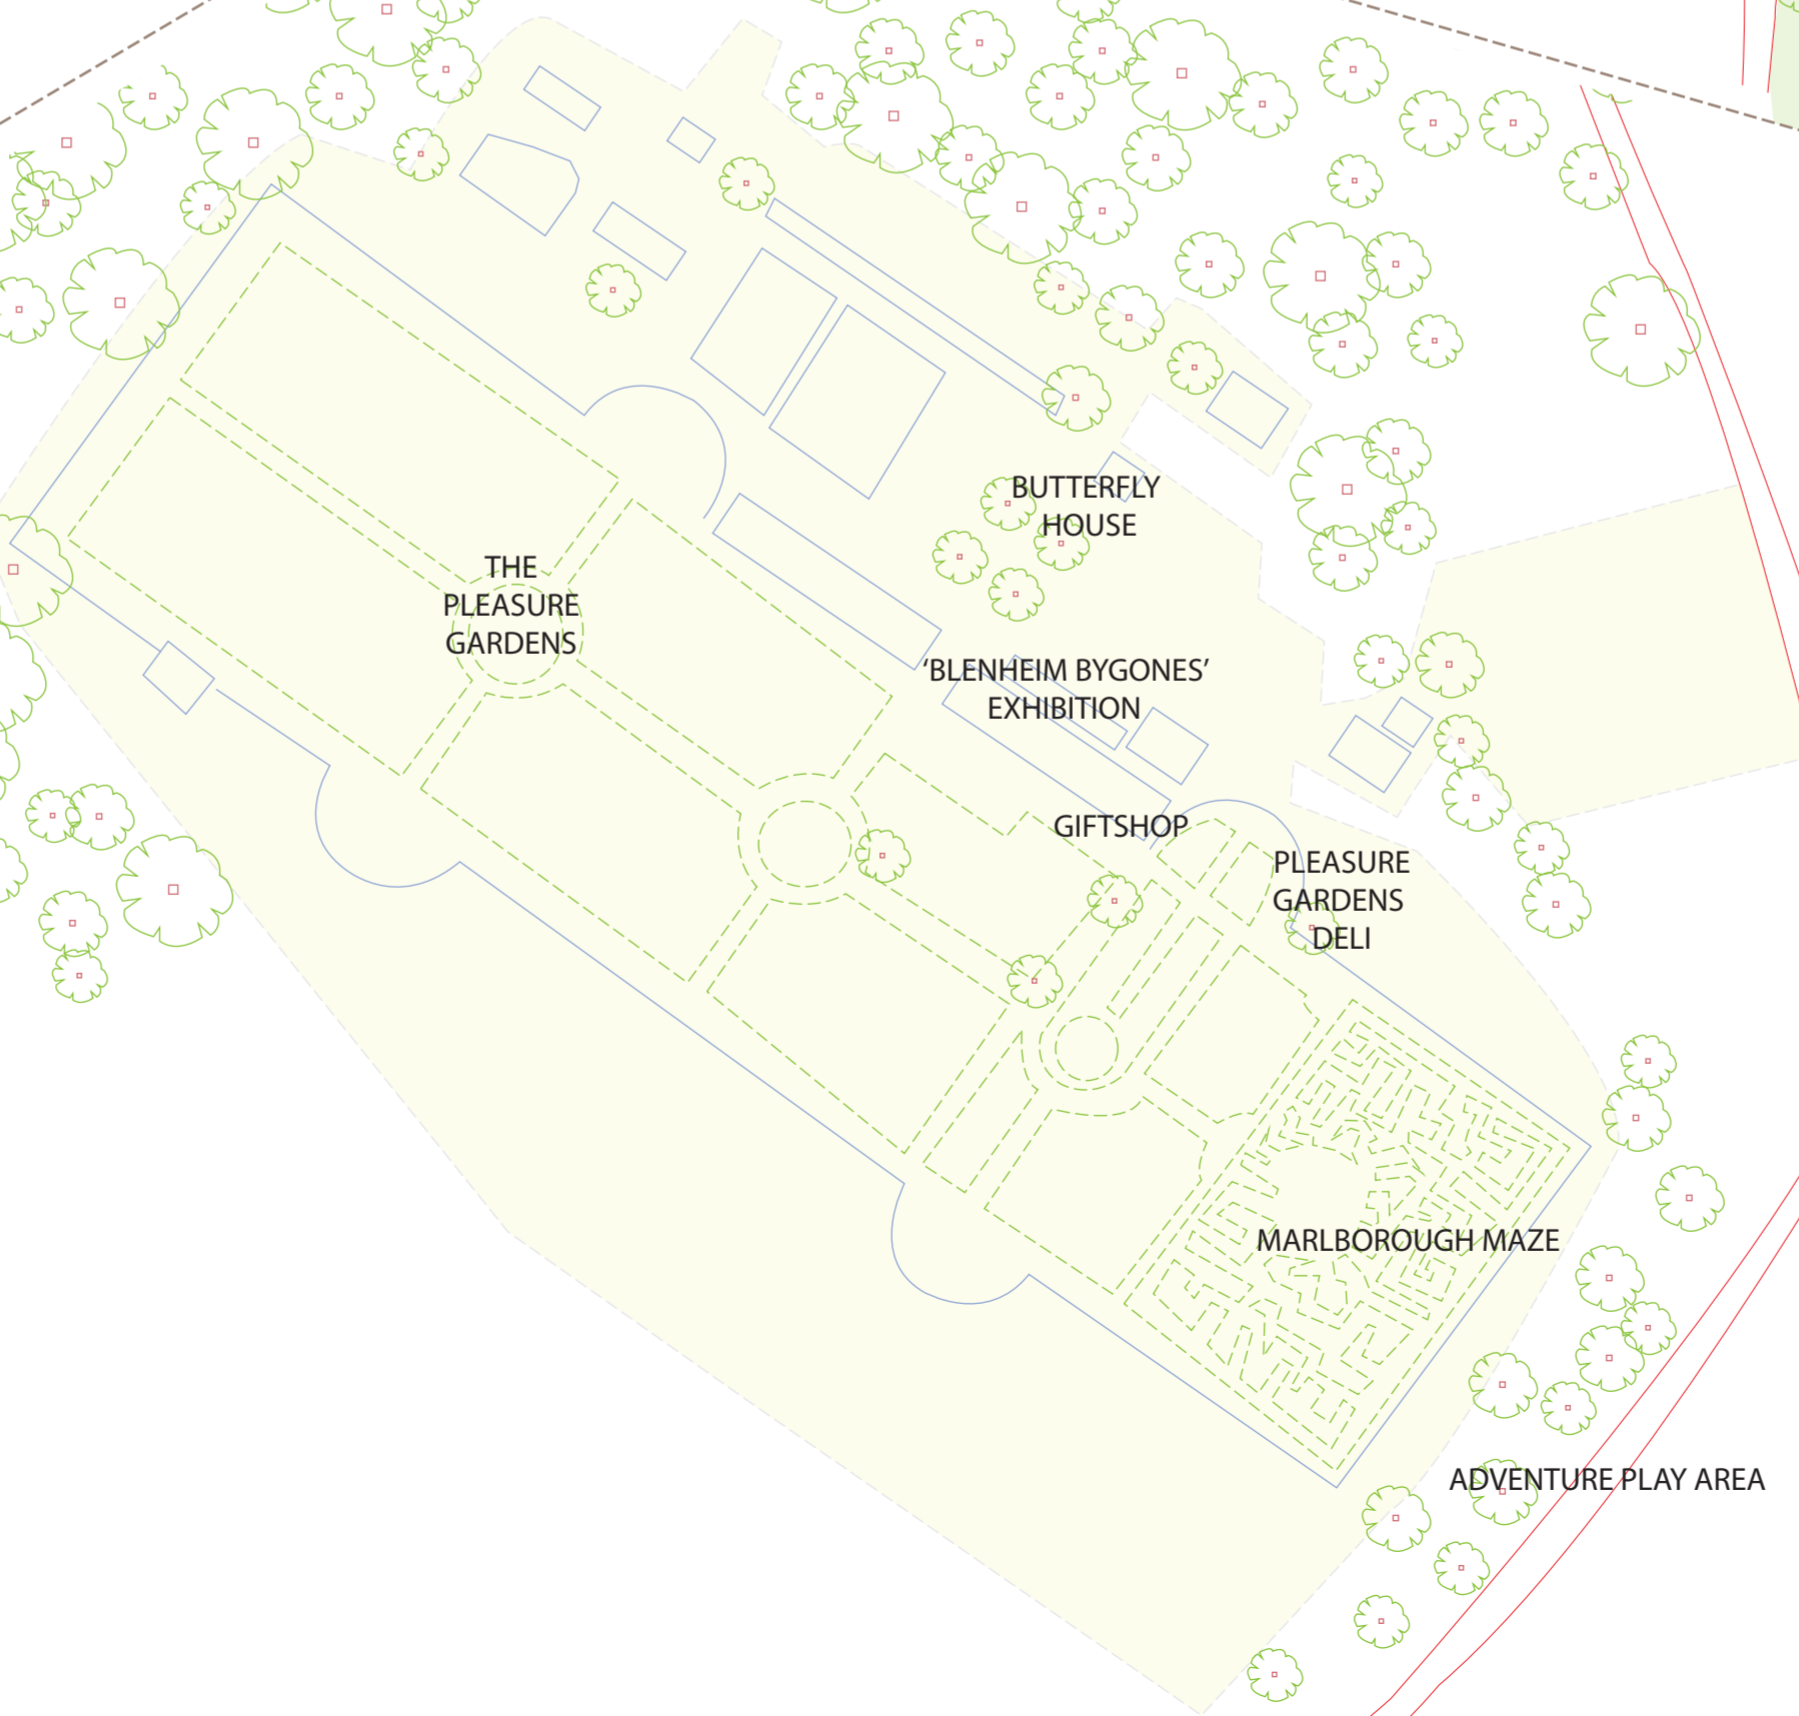 BUTTERFLY
HOUSE
THE
PLEASURE
GARDENS
‘BLENHEIM BYGONES’
EXHIBITION
GIFTSHOP
PLEASURE
GARDENS
DELI
MARLBOROUGH MAZE
ADVENTURE PLAY AREA